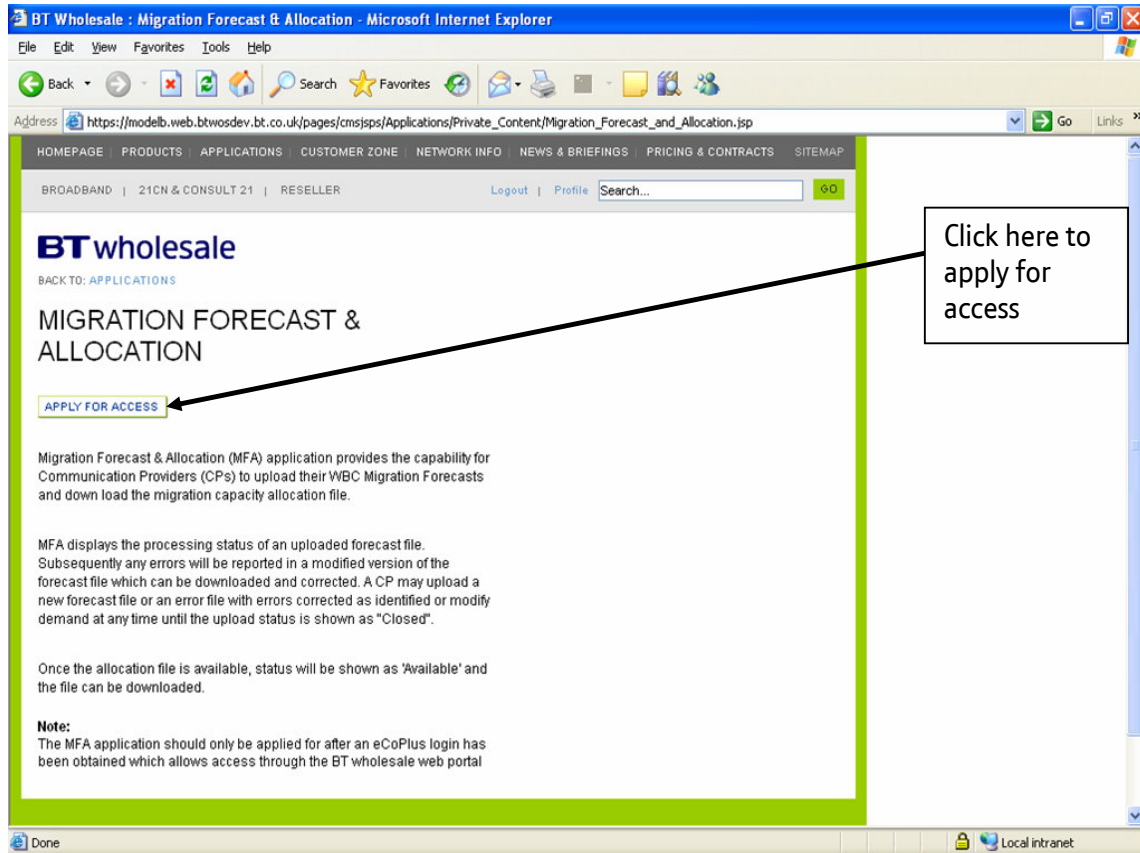 BT Wholesale : Migration Forecast & Allocation - Microsoft Internet Explorer
File Edit View Favorites Tools Help
Back Search Favorites
Address https://modelb.web.btwosdev.bt.co.uk/pages/cmsjsps/Applications/Private_Content/Migration_Forecast_and_Allocation.jsp Go Links »
HOMEPAGE | PRODUCTS | APPLICATIONS | CUSTOMER ZONE | NETWORK INFO | NEWS & BRIEFINGS | PRICING & CONTRACTS SITEMAP
BROADBAND | 21CN & CONSULT 21 | RESELLER Logout | Profile Search... GO
BT wholesale
BACK TO: APPLICATIONS
Click here to
apply for
access
MIGRATION FORECAST &
ALLOCATION
APPLY FOR ACCESS
Migration Forecast & Allocation (MFA) application provides the capability for
Communication Providers (CPs) to upload their WBC Migration Forecasts
and down load the migration capacity allocation file.
MFA displays the processing status of an uploaded forecast file.
Subsequently any errors will be reported in a modified version of the
forecast file which can be downloaded and corrected. A CP may upload a
new forecast file or an error file with errors corrected as identified or modify
demand at any time until the upload status is shown as "Closed".
Once the allocation file is available, status will be shown as 'Available' and
the file can be downloaded.
Note:
The MFA application should only be applied for after an eCoPlus login has
been obtained which allows access through the BT wholesale web portal
Done Local intranet